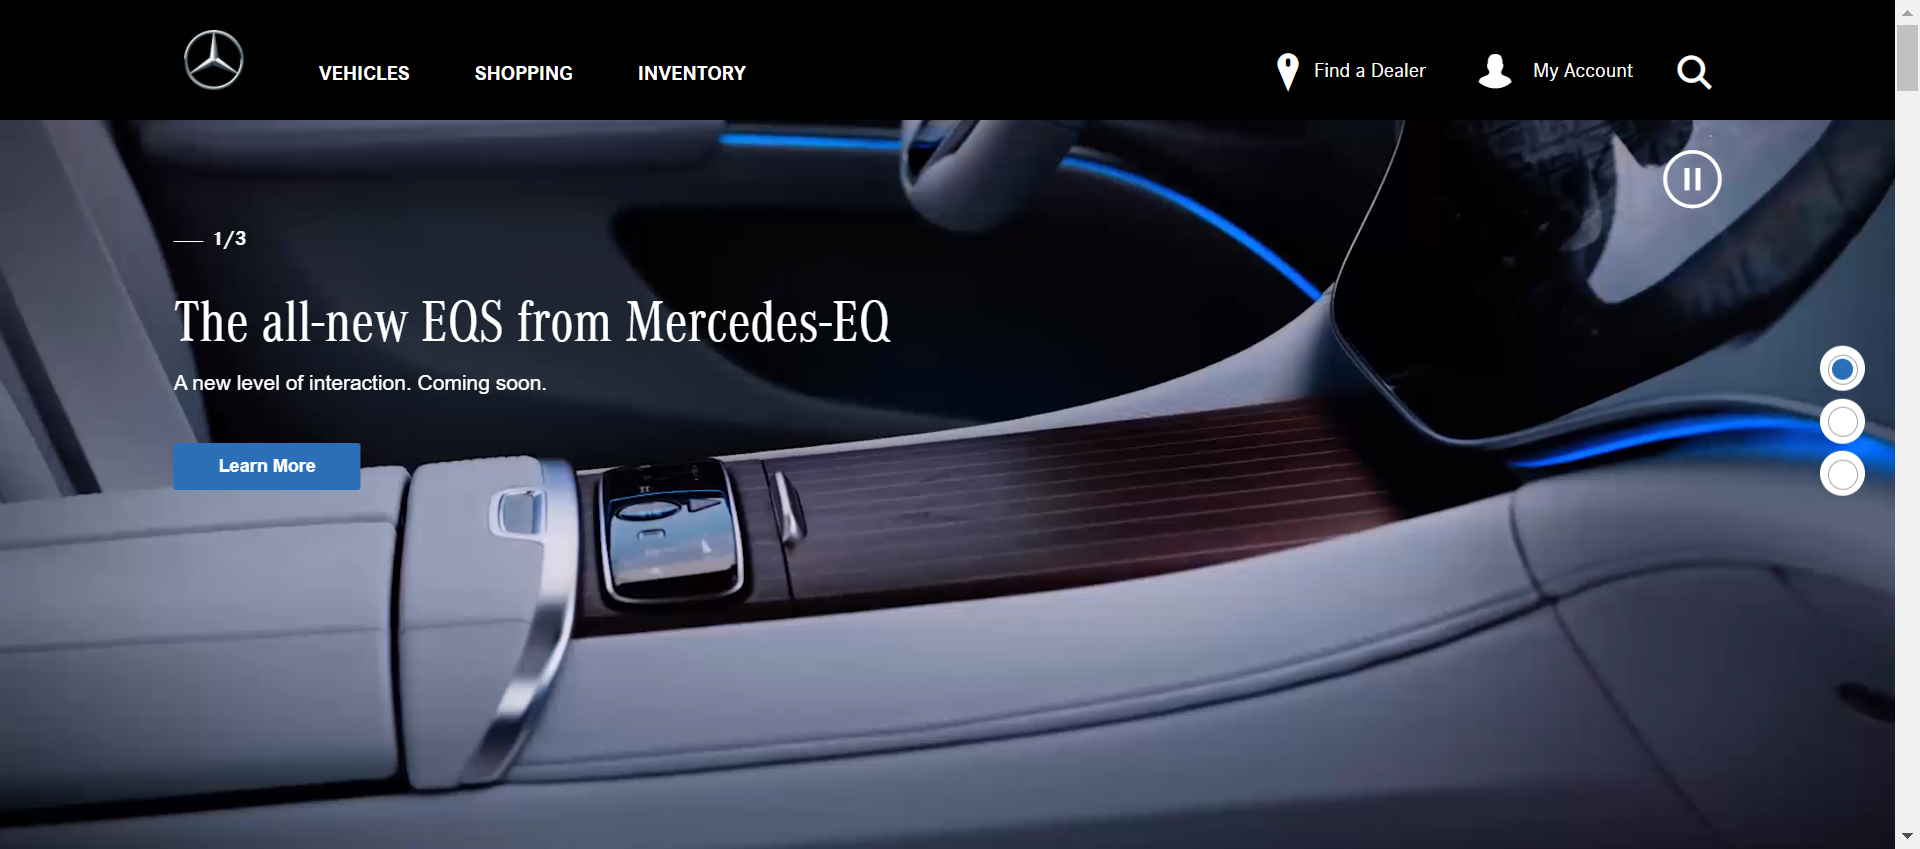 VEHICLES SHOPPING INVENTORY Find a Dealer My Account
1/3
The all-new EQS from Mercedes-EQ
A new level of interaction. Coming soon.
Learn More